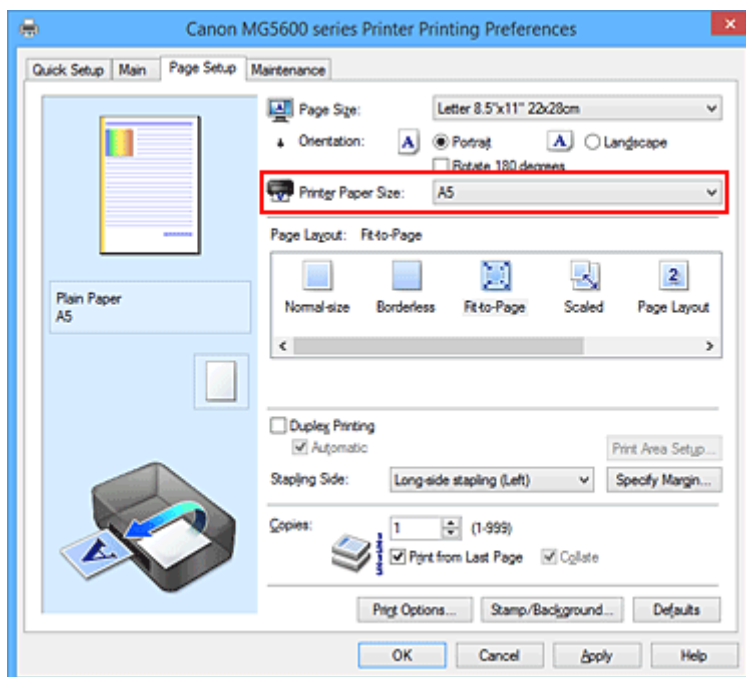 Canon MG5600 series Printer Printing Preferences
Quick Setup Main Page Setup Maintenance
Page Size: Letter 8.5"x11" 22x28cm
Orientation: A Portrait A Landscape
Rotate 180 degrees
Printer Paper Size: A5
Page Layout: Fit-to-Page
Normal-size Borderless Fit-to-Page Scaled 2 Page Layout
Plain Paper
A5
Duplex Printing
Automatic
Print Area Setup...
Stapling Side: Long-side stapling (Left) Specify Margin...
Copies: 1 (1-999)
Print from Last Page Collate
A
Print Options... Stamp/Background... Defaults
OK Cancel Apply Help